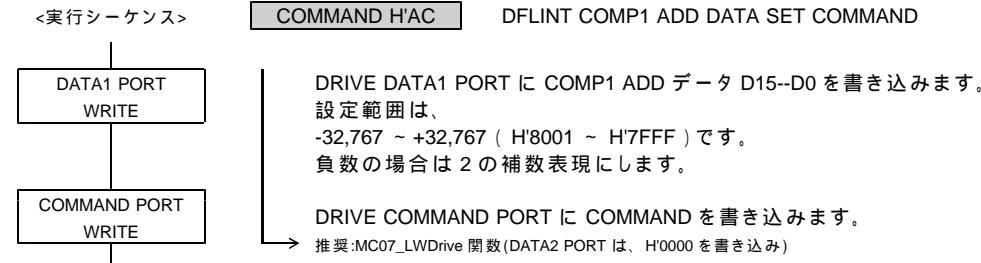 <実行シーケンス>
COMMAND H'AC
DFLINT COMP1 ADD DATA SET COMMAND
DATA1 PORT
WRITE
DRIVE DATA1 PORT に COMP1 ADD データ D15--D0 を書き込みます。
設定範囲は、
-32,767 ~ +32,767 ( H'8001 ~ H'7FFF ) です。
負数の場合は 2 の補数表現にします。
COMMAND PORT
WRITE
DRIVE COMMAND PORT に COMMAND を書き込みます。
推奨:MC07_LWDrive 関数(DATA2 PORT は、H'0000 を書き込み)